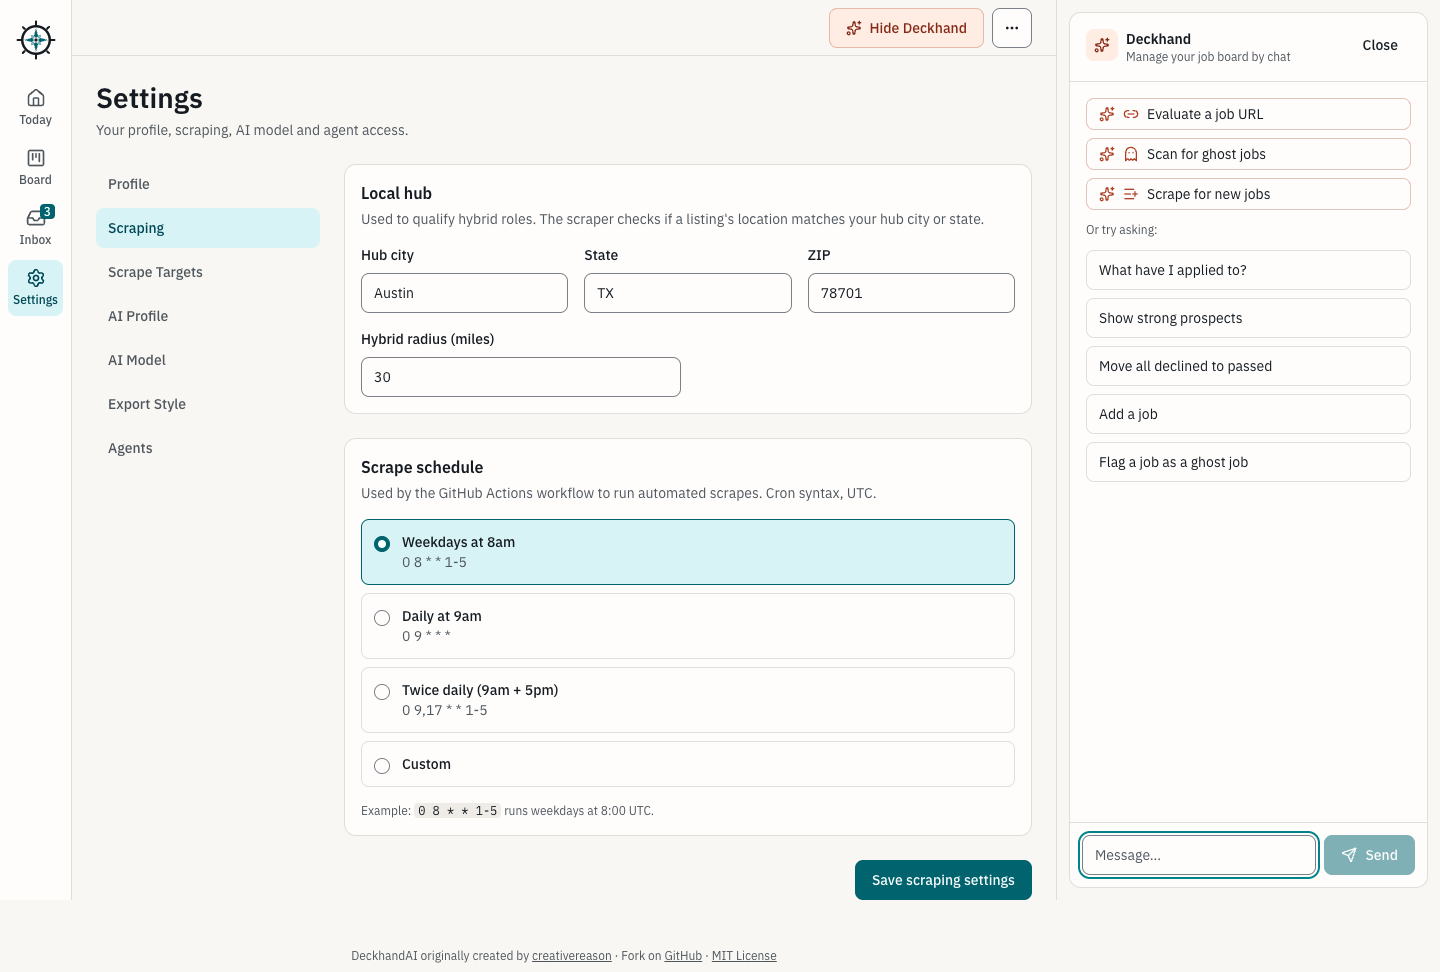 Today
Board
3
Inbox
Settings
Hide Deckhand
Settings
Your profile, scraping, AI model and agent access.
Profile
Scraping
Scrape Targets
AI Profile
AI Model
Export Style
Agents
Local hub
Used to qualify hybrid roles. The scraper checks if a listing's location matches your hub city or state.
Hub city
State
ZIP
Austin
TX
78701
Hybrid radius (miles)
30
Scrape schedule
Used by the GitHub Actions workflow to run automated scrapes. Cron syntax, UTC.
Weekdays at 8am
0 8 * * 1-5
Daily at 9am
0 9 * * *
Twice daily (9am + 5pm)
0 9,17 * * 1-5
Custom
Example: 0 8 * * 1-5 runs weekdays at 8:00 UTC.
Save scraping settings
Deckhand
Manage your job board by chat
Close
Evaluate a job URL
Scan for ghost jobs
Scrape for new jobs
Or try asking:
What have I applied to?
Show strong prospects
Move all declined to passed
Add a job
Flag a job as a ghost job
Message...
Send
DeckhandAI originally created by creativereason · Fork on GitHub · MIT License